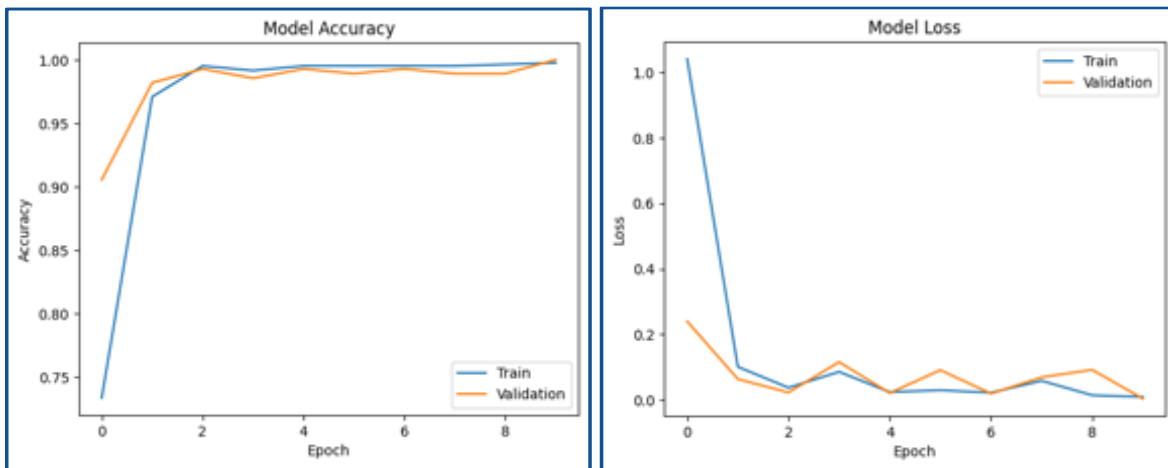 Model Accuracy
1.00
0.95
0.90
0.85
0.80
0.75
Accuracy
Train
Validation
0 2 4 6 8
Epoch
Model Loss
1.0
0.8
0.6
0.4
0.2
0.0
Loss
Train
Validation
0 2 4 6 8
Epoch